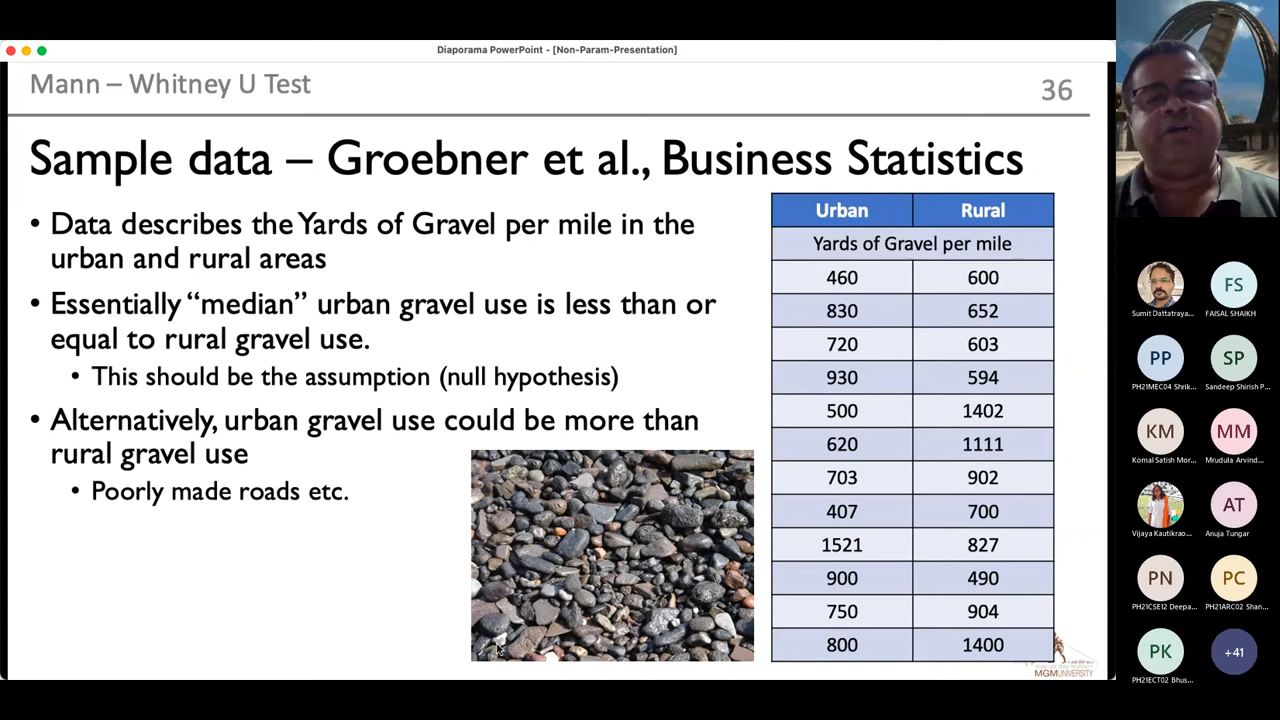 Diaporama PowerPoint - [Non-Param-Presentation]
Mann – Whitney U Test
36
Sample data – Groebner et al., Business Statistics
• Data describes the Yards of Gravel per mile in the
urban and rural areas
• Essentially “median” urban gravel use is less than or
equal to rural gravel use.
• This should be the assumption (null hypothesis)
• Alternatively, urban gravel use could be more than
rural gravel use
• Poorly made roads etc.
Urban Rural
Yards of Gravel per mile
460 600
830 652
720 603
930 594
500 1402
620 1111
703 902
407 700
1521 827
900 490
750 904
800 1400
MGMUNIVERSITY
FS
Sumit Dattatraya... FAISAL SHAIKH
PP SP
PH21MEC04 Shrik... Sandeep Shirish P...
KM MM
Komal Satish Mor... Mrudula Arvind...
AT
Vijaya Kautikrao... Anuja Tungar
PN PC
PH21CSE12 Deepa... PH21ARC02 Shan...
PK +41
PH21ECT02 Bhus...